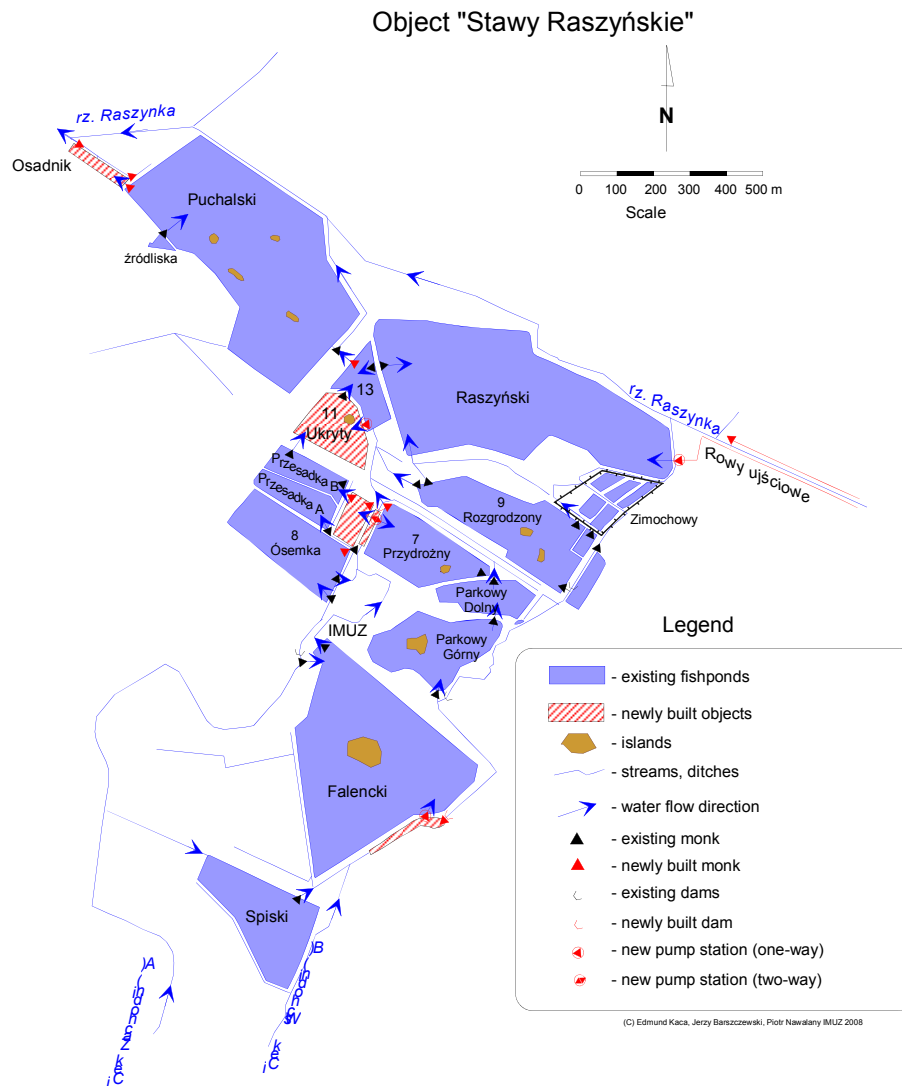 Object "Stawy Raszyńskie"
rz. Raszynka
Osadnik
N
0 100 200 300 400 500 m
Scale
Puchalski
źródliska
13
Raszyński
rz. Raszynka
11
Ukryty
Rowy ujściowe
Przesadka B
Przesadka A
9
Rozgrodzony
Zimochowy
8
Ósemka
7
Przydrożny
Parkowy
Dolny
IMUZ
Parkowy
Górny
Falencki
Spiski
Legend
- existing fishponds
- newly built objects
- islands
- streams, ditches
- water flow direction
- existing monk
- newly built monk
- existing dams
- newly built dam
- new pump station (one-way)
- new pump station (two-way)
(C) Edmund Kaca, Jerzy Barszczewski, Piotr Nawalany IMUZ 2008